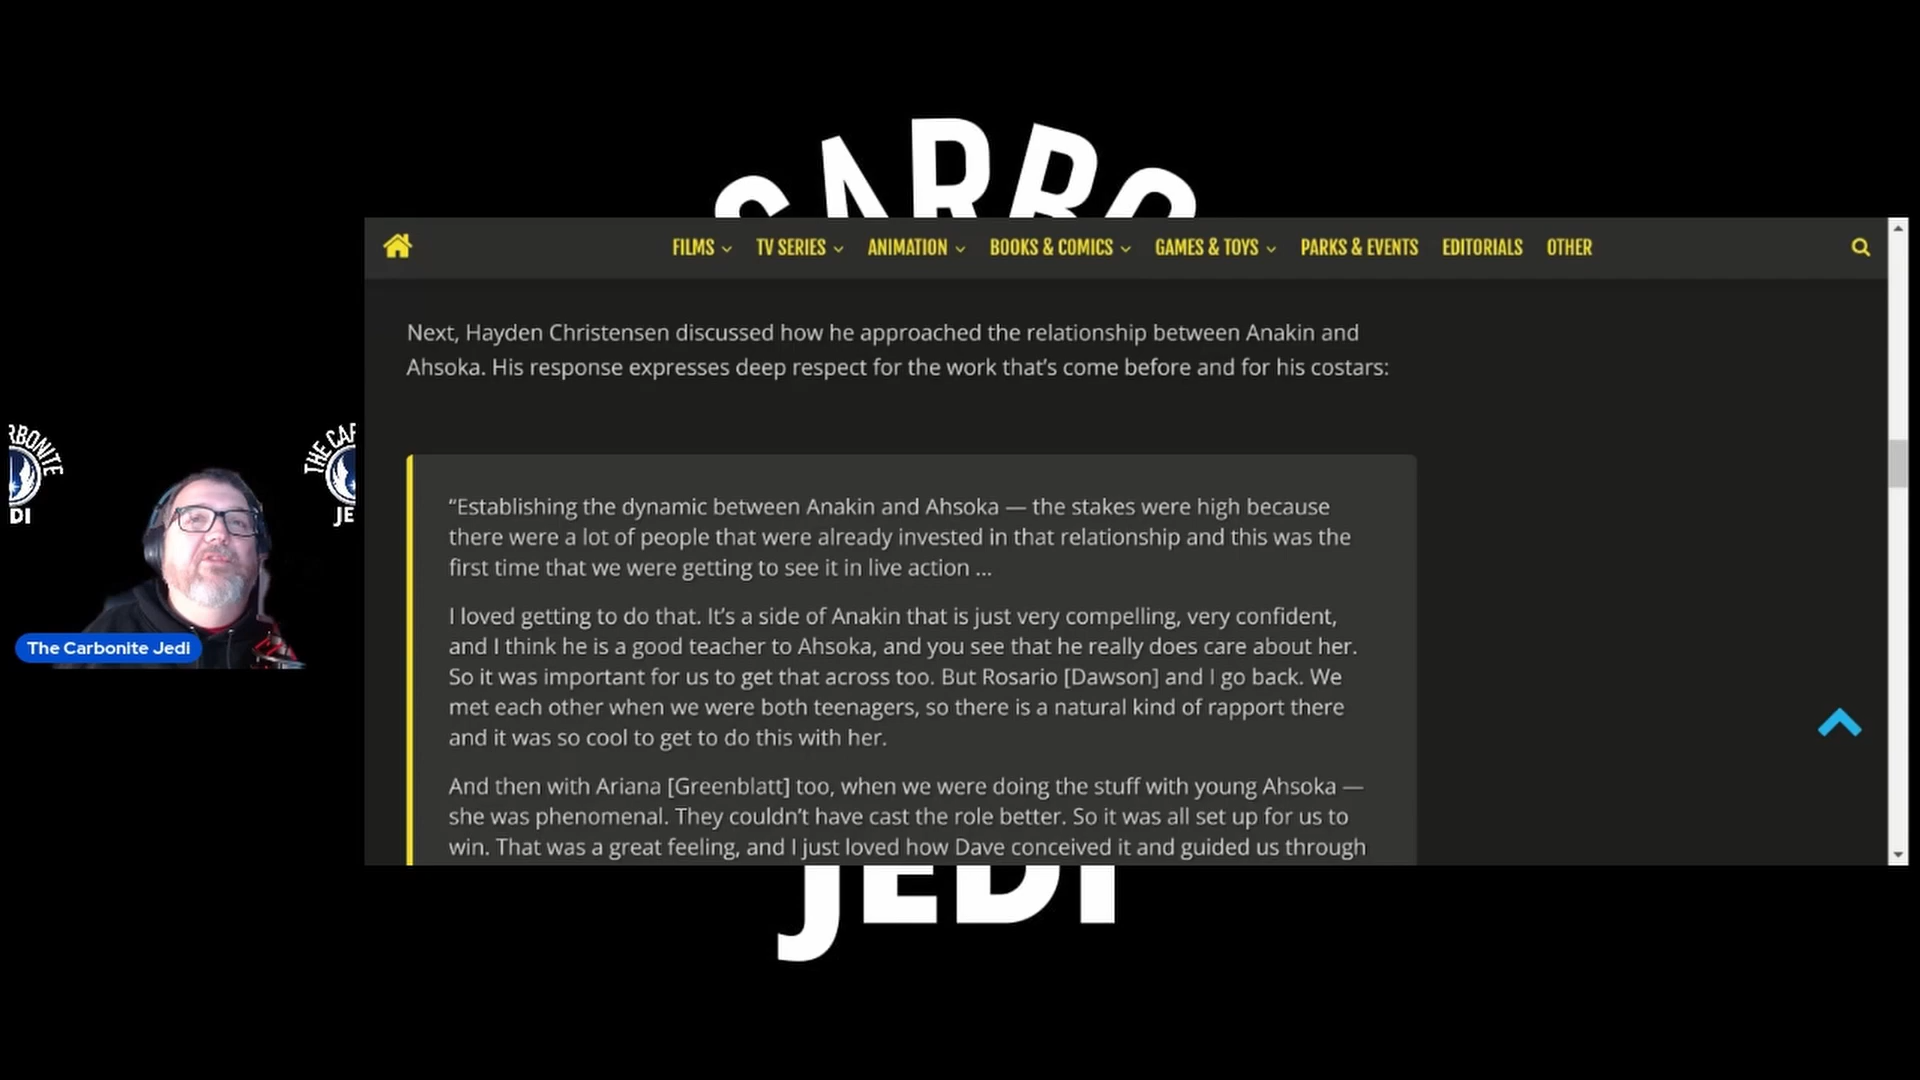 CARBO
FILMS TV SERIES ANIMATION BOOKS & COMICS GAMES & TOYS PARKS & EVENTS EDITORIALS OTHER
Next, Hayden Christensen discussed how he approached the relationship between Anakin and
Ahsoka. His response expresses deep respect for the work that’s come before and for his costars:
“Establishing the dynamic between Anakin and Ahsoka — the stakes were high because
there were a lot of people that were already invested in that relationship and this was the
first time that we were getting to see it in live action ...
I loved getting to do that. It’s a side of Anakin that is just very compelling, very confident,
and I think he is a good teacher to Ahsoka, and you see that he really does care about her.
So it was important for us to get that across too. But Rosario [Dawson] and I go back. We
met each other when we were both teenagers, so there is a natural kind of rapport there
and it was so cool to get to do this with her.
And then with Ariana [Greenblatt] too, when we were doing the stuff with young Ahsoka —
she was phenomenal. They couldn’t have cast the role better. So it was all set up for us to
win. That was a great feeling, and I just loved how Dave conceived it and guided us through
RBONITE
DI
THE CAR
JE
The Carbonite Jedi
JEDI